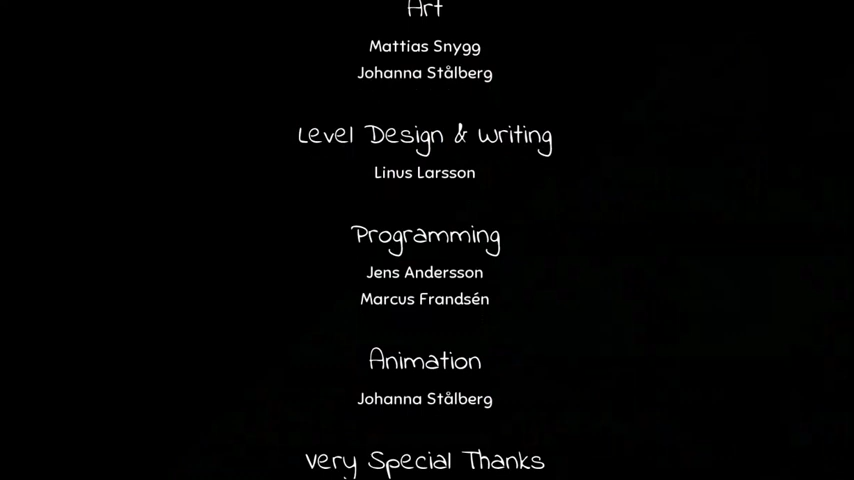 Art
Mattias Snygg
Johanna Stålberg
Level Design & Writing
Linus Larsson
Programming
Jens Andersson
Marcus Frandsén
Animation
Johanna Stålberg
Very Special Thanks